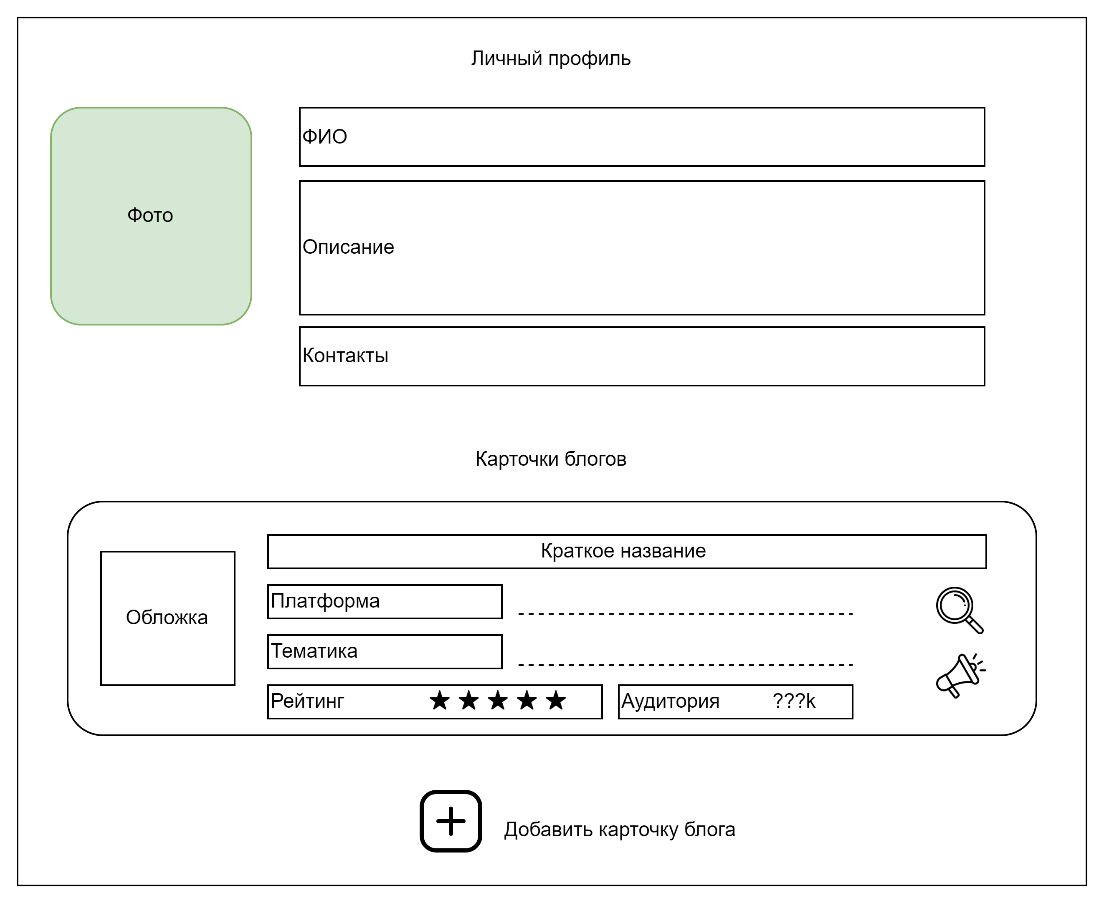 Личный профиль
Фото
ФИО
Описание
Контакты
Карточки блогов
Обложка
Краткое название
Платформа
Тематика
Рейтинг ★ ★ ★ ★ ★
Аудитория ???k
Добавить карточку блога